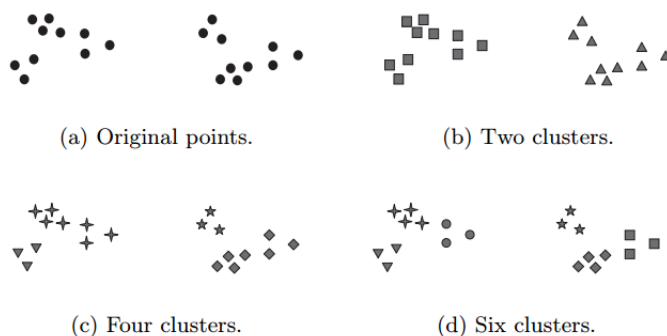 (a) Original points.
(b) Two clusters.
(c) Four clusters.
(d) Six clusters.